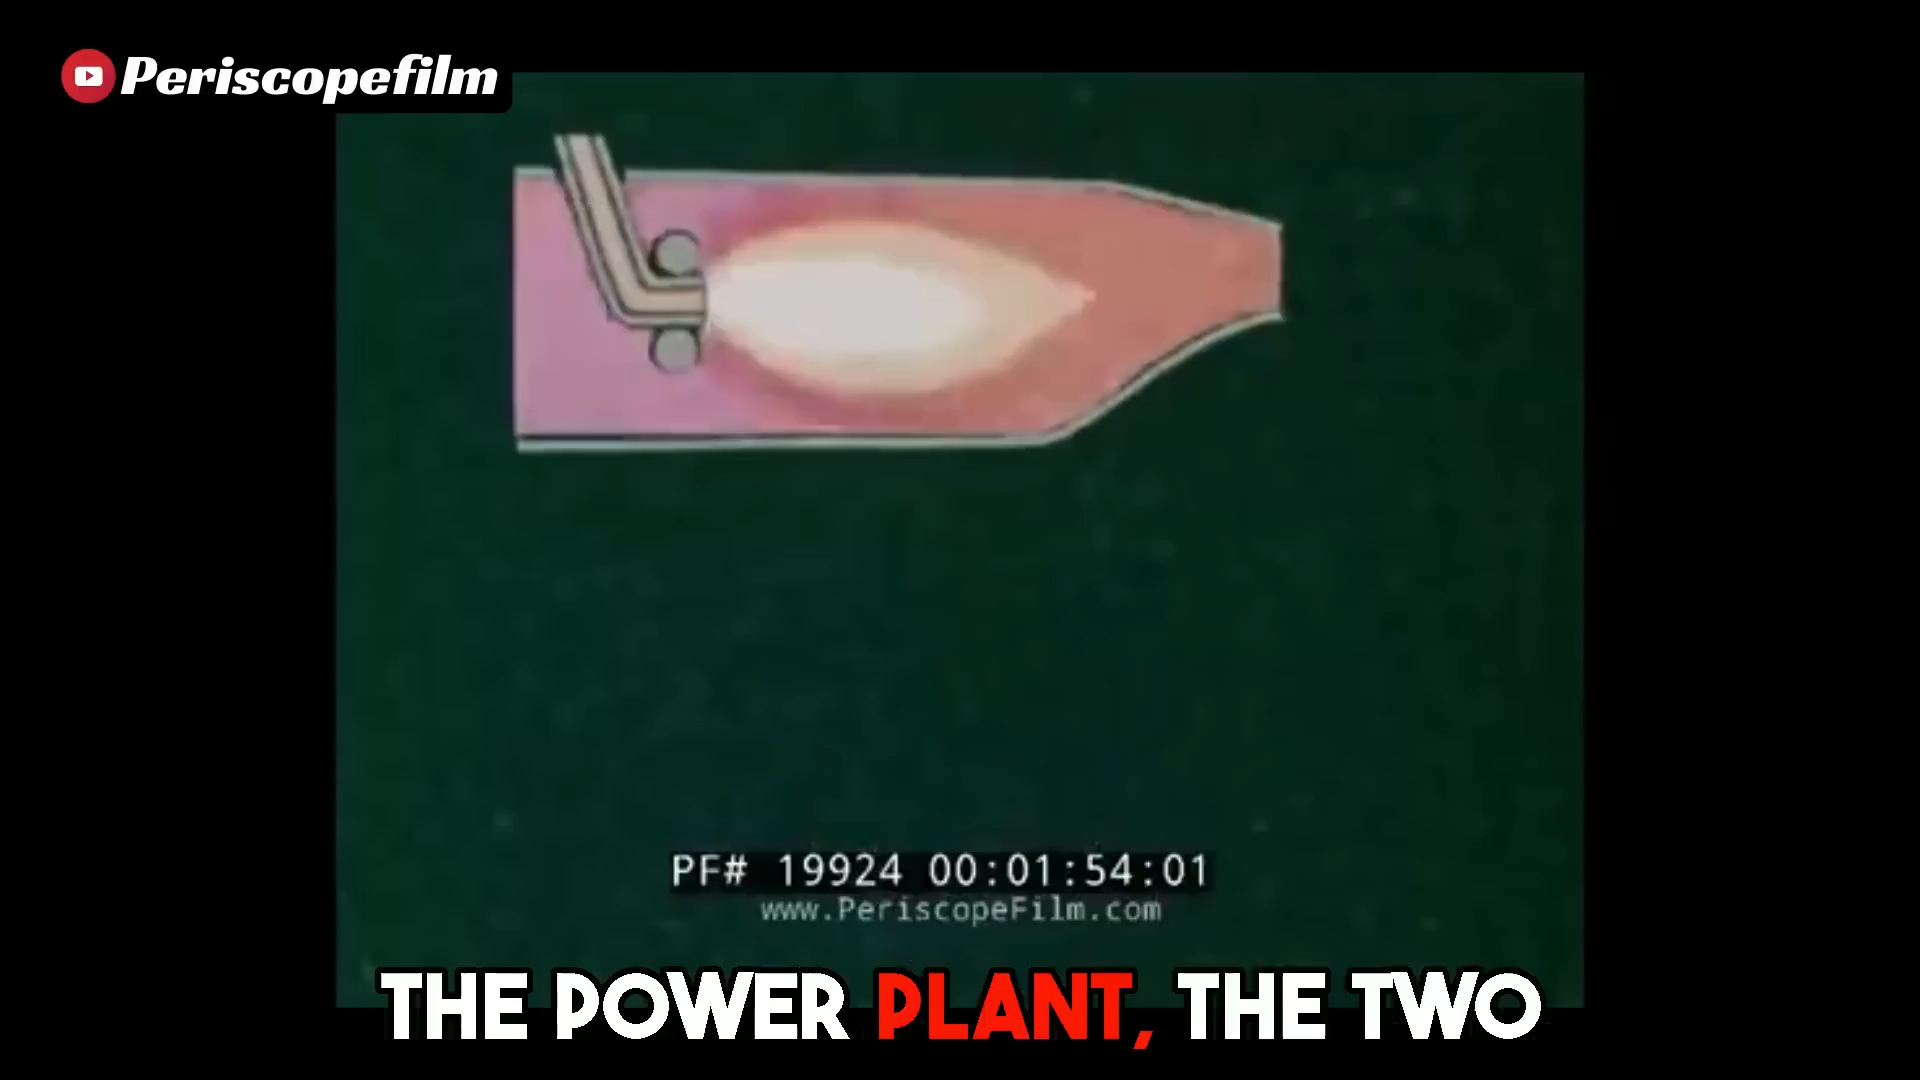 Periscopefilm
PF# 19924 00:01:54:01
www.PeriscopeFilm.com
THE POWER PLANT, THE TWO